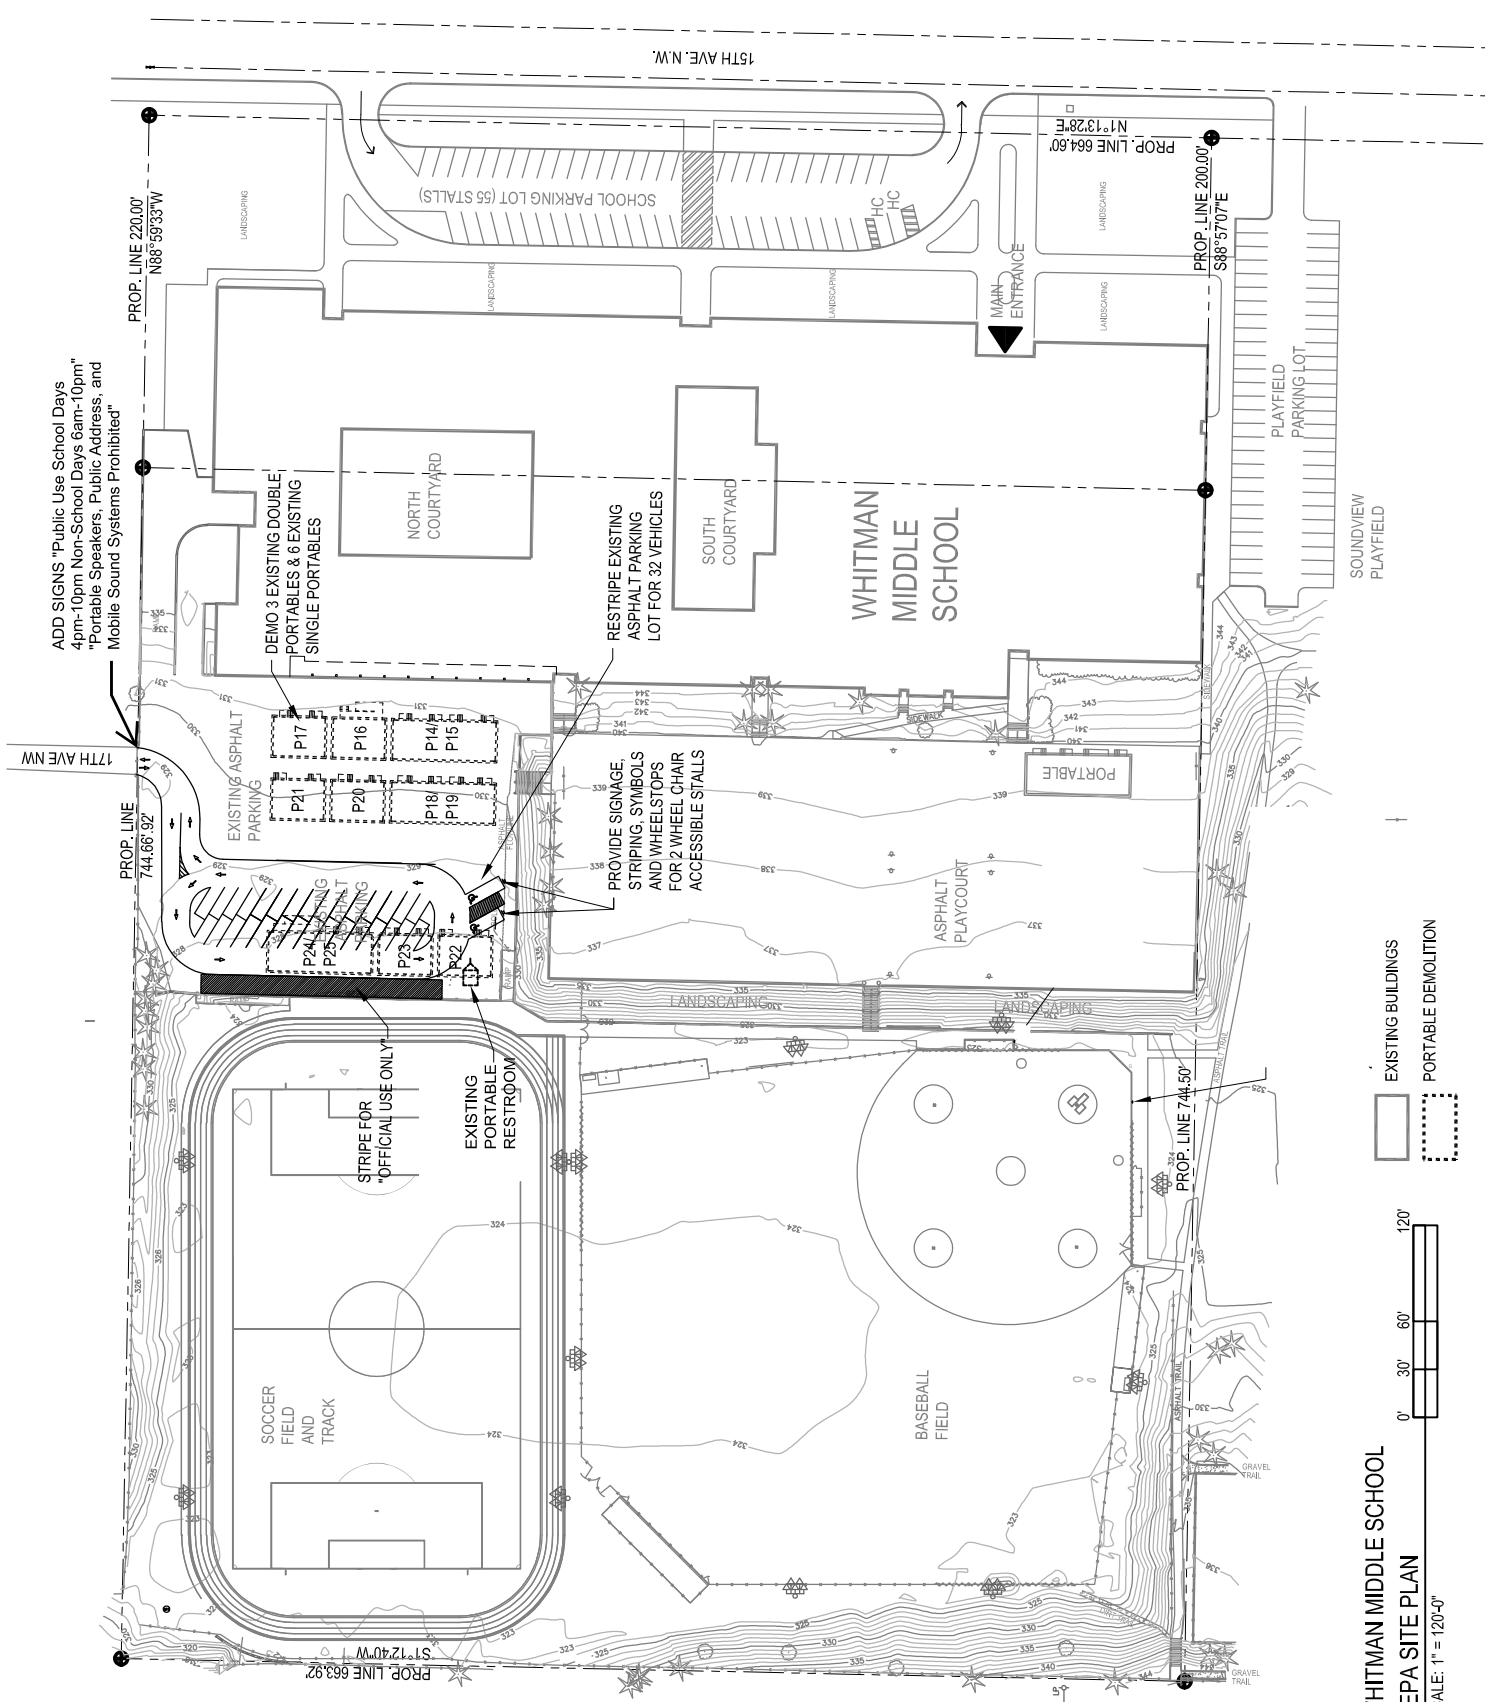 15TH AVE. N.W.
PROP. LINE 220.00'
N88°59'33"W
LANDSCAPING
SCHOOL PARKING LOT (55 STALLS)
HC
HC
N1°13'28"E
PROP. LINE 664.60'
PROP. LINE 200.00'
S88°57'07"E
LANDSCAPING
LANDSCAPING
LANDSCAPING
LANDSCAPING
MAIN
ENTRANCE
ADD SIGNS "Public Use School Days
4pm-10pm Non-School Days 6am-10pm"
"Portable Speakers, Public Address, and
Mobile Sound Systems Prohibited"
NORTH
COURTYARD
SOUTH
COURTYARD
WHITMAN
MIDDLE
SCHOOL
PLAYFIELD
PARKING LOT
SOUNDVIEW
PLAYFIELD
DEMO 3 EXISTING DOUBLE
PORTABLES & 6 EXISTING
SINGLE PORTABLES
RESTRIPE EXISTING
ASPHALT PARKING
LOT FOR 32 VEHICLES
17TH AVE NW
PROP. LINE
744.66'.92'
EXISTING ASPHALT
PARKING
P17
P16
P14/
P15
P21
P20
P18/
P19
PROVIDE SIGNAGE,
STRIPING, SYMBOLS
AND WHEELSTOPS
FOR 2 WHEEL CHAIR
ACCESSIBLE STALLS
EXISTING
ASPHALT
PARKING
P24/
P25
P23
P22
RAMP
SIDEWALK
SIDEWALK
PORTABLE
ASPHALT
PLAYCOURT
LANDSCAPING
LANDSCAPING
STRIPE FOR
"OFFICIAL USE ONLY"
EXISTING
PORTABLE
RESTROOM
SOCCER
FIELD
AND
TRACK
BASEBALL
FIELD
PROP. LINE 744.50'
ASPHALT TRAIL
ASPHALT TRAIL
GRAVEL
TRAIL
GRAVEL
TRAIL
S1°12'40"W
PROP. LINE 663.92'
EXISTING BUILDINGS
PORTABLE DEMOLITION
0'
30'
60'
120'
HITMAN MIDDLE SCHOOL
EPA SITE PLAN
ALE: 1" = 120'-0"